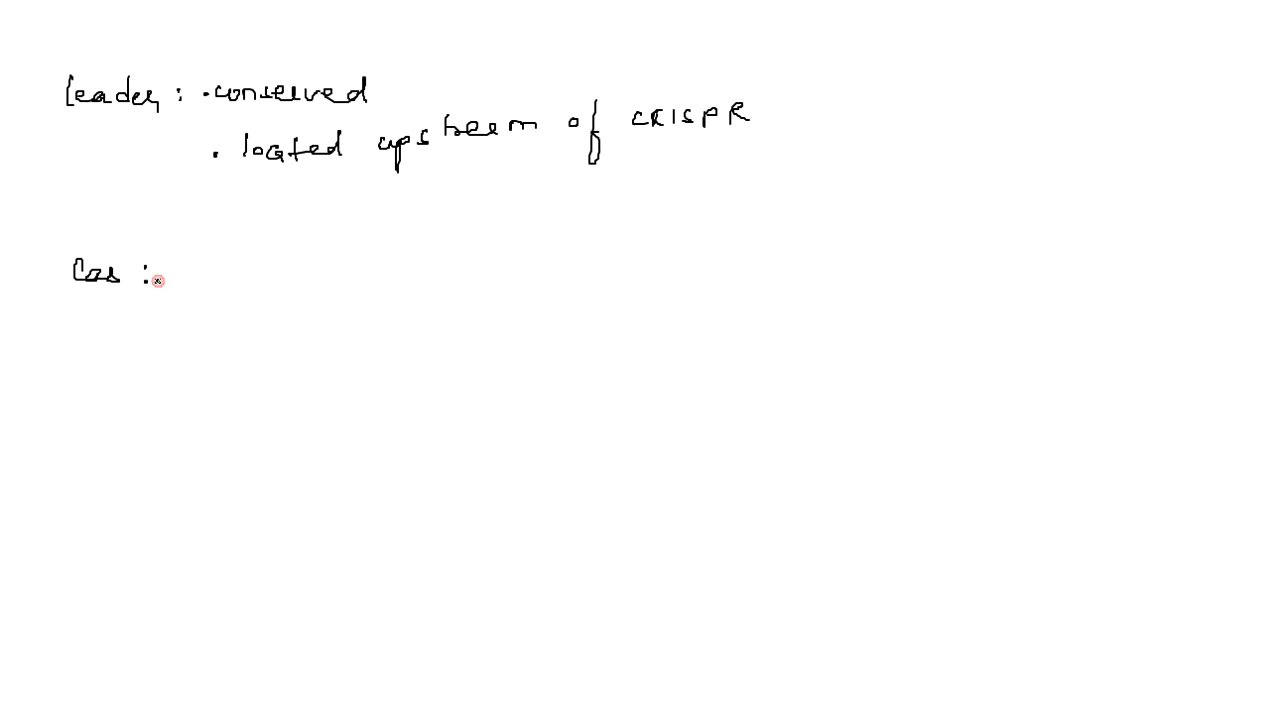 Leader : . conserved
. located upstream of CRISPR
Cas :